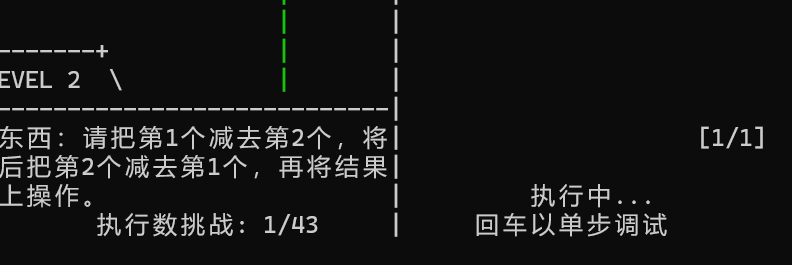 -------+
EVEL 2 \
----------------------------|
东西：请把第1个减去第2个，将| [1/1]
后把第2个减去第1个，再将结果|
上操作。 | 执行中...
执行数挑战：1/43 | 回车以单步调试